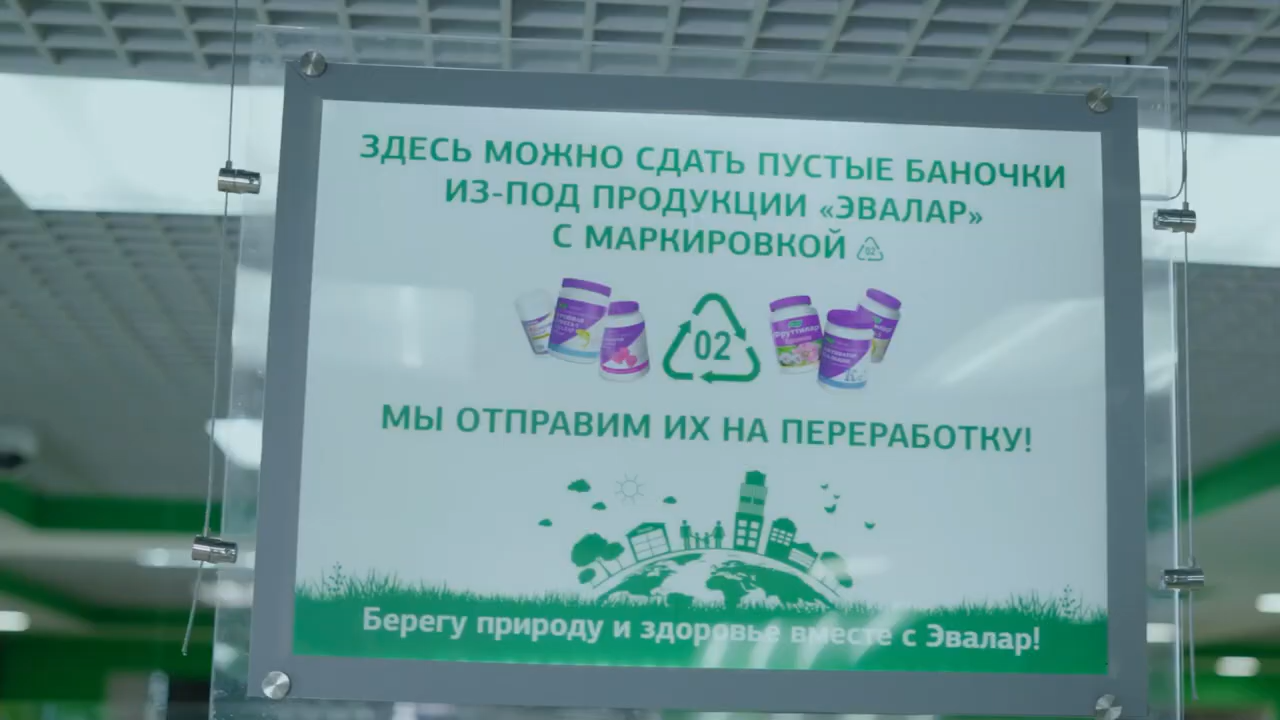 ЗДЕСЬ МОЖНО СДАТЬ ПУСТЫЕ БАНОЧКИ
ИЗ-ПОД ПРОДУКЦИИ «ЭВАЛАР»
С МАРКИРОВКОЙ 02
02
Фруттилар
МЫ ОТПРАВИМ ИХ НА ПЕРЕРАБОТКУ!
Берегу природу и здоровье вместе с Эвалар!